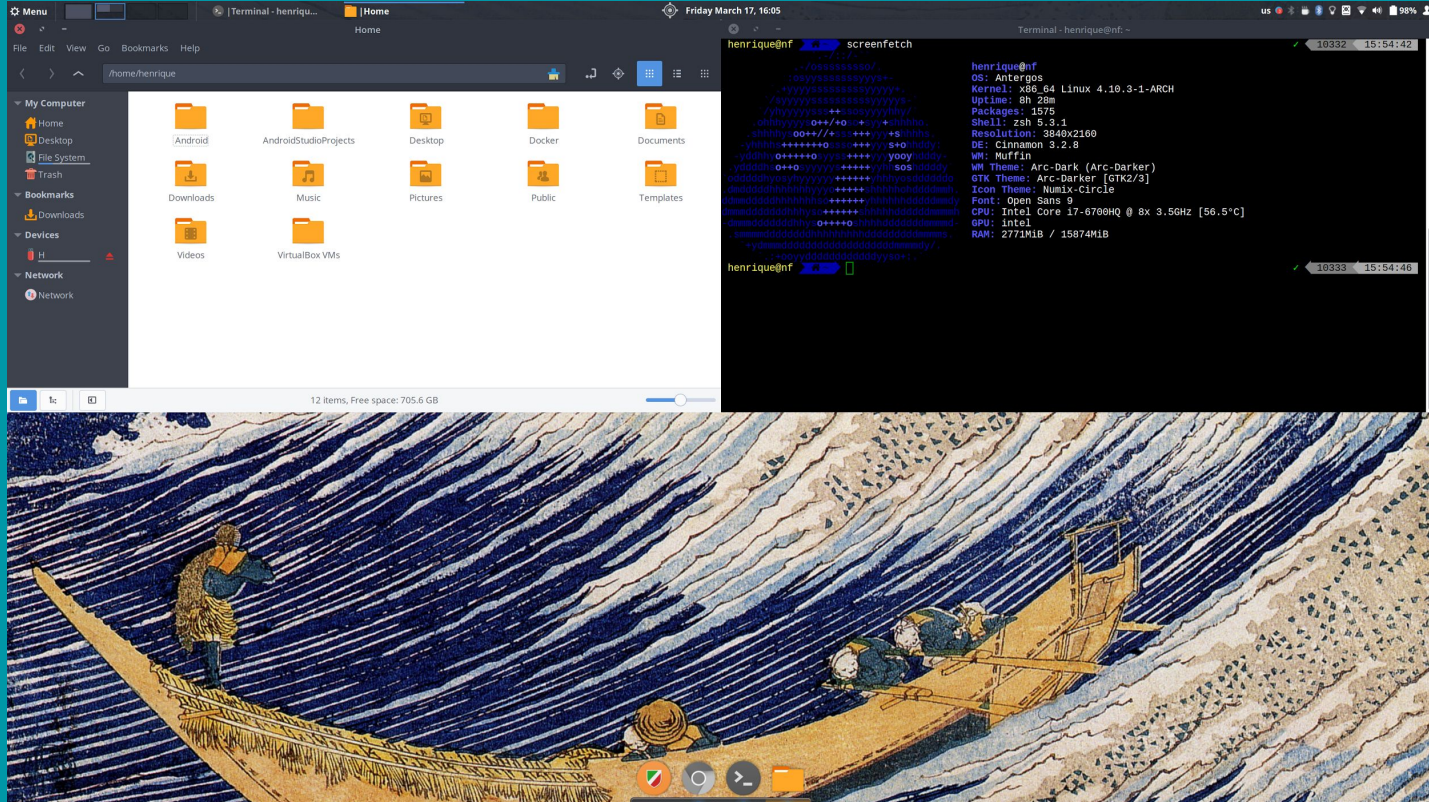 Menu
|Terminal - henriqu...
|Home
Friday March 17, 16:05
us
98%
Home
File Edit View Go Bookmarks Help
/home/henrique
My Computer
Home
Desktop
File System
Trash
Bookmarks
Downloads
Devices
H
Network
Network
Android
AndroidStudioProjects
Desktop
Docker
Documents
Downloads
Music
Pictures
Public
Templates
Videos
VirtualBox VMs
12 items, Free space: 705.6 GB
Terminal - henrique@nf: ~
henrique@nf screenfetch ✓ 10332 15:54:42
henrique@nf
OS: Antergos
Kernel: x86_64 Linux 4.10.3-1-ARCH
Uptime: 8h 28m
Packages: 1575
Shell: zsh 5.3.1
Resolution: 3840x2160
DE: Cinnamon 3.2.8
WM: Muffin
WM Theme: Arc-Dark (Arc-Darker)
GTK Theme: Arc-Darker [GTK2/3]
Icon Theme: Numix-Circle
Font: Open Sans 9
CPU: Intel Core i7-6700HQ @ 8x 3.5GHz [56.5°C]
GPU: intel
RAM: 2771MiB / 15874MiB
henrique@nf ✓ 10333 15:54:46